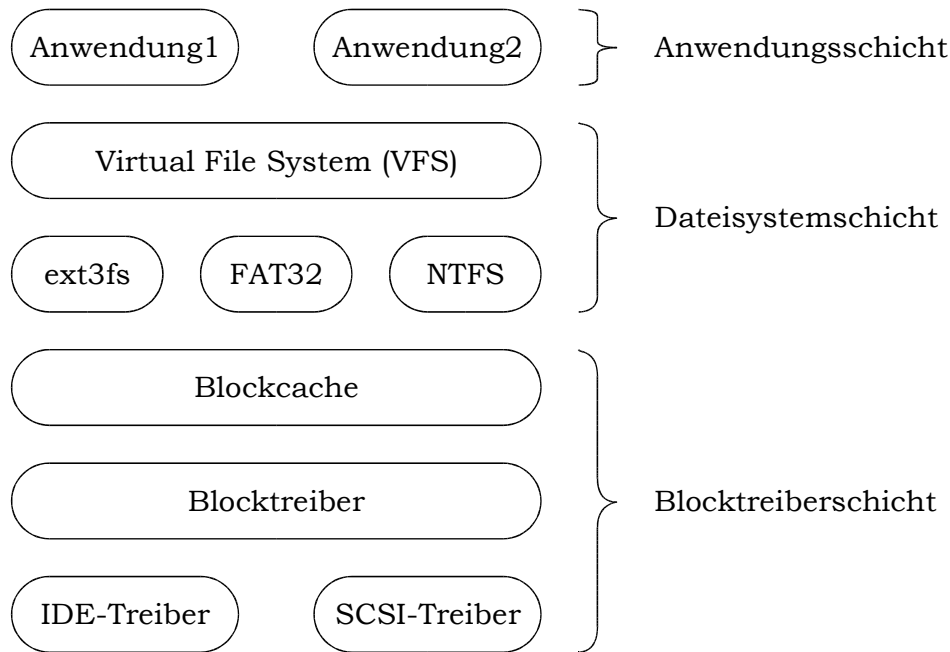 Anwendung1 Anwendung2 Anwendungsschicht
Virtual File System (VFS)
Dateisystemschicht
ext3fs FAT32 NTFS
Blockcache
Blocktreiber Blocktreiberschicht
IDE-Treiber SCSI-Treiber